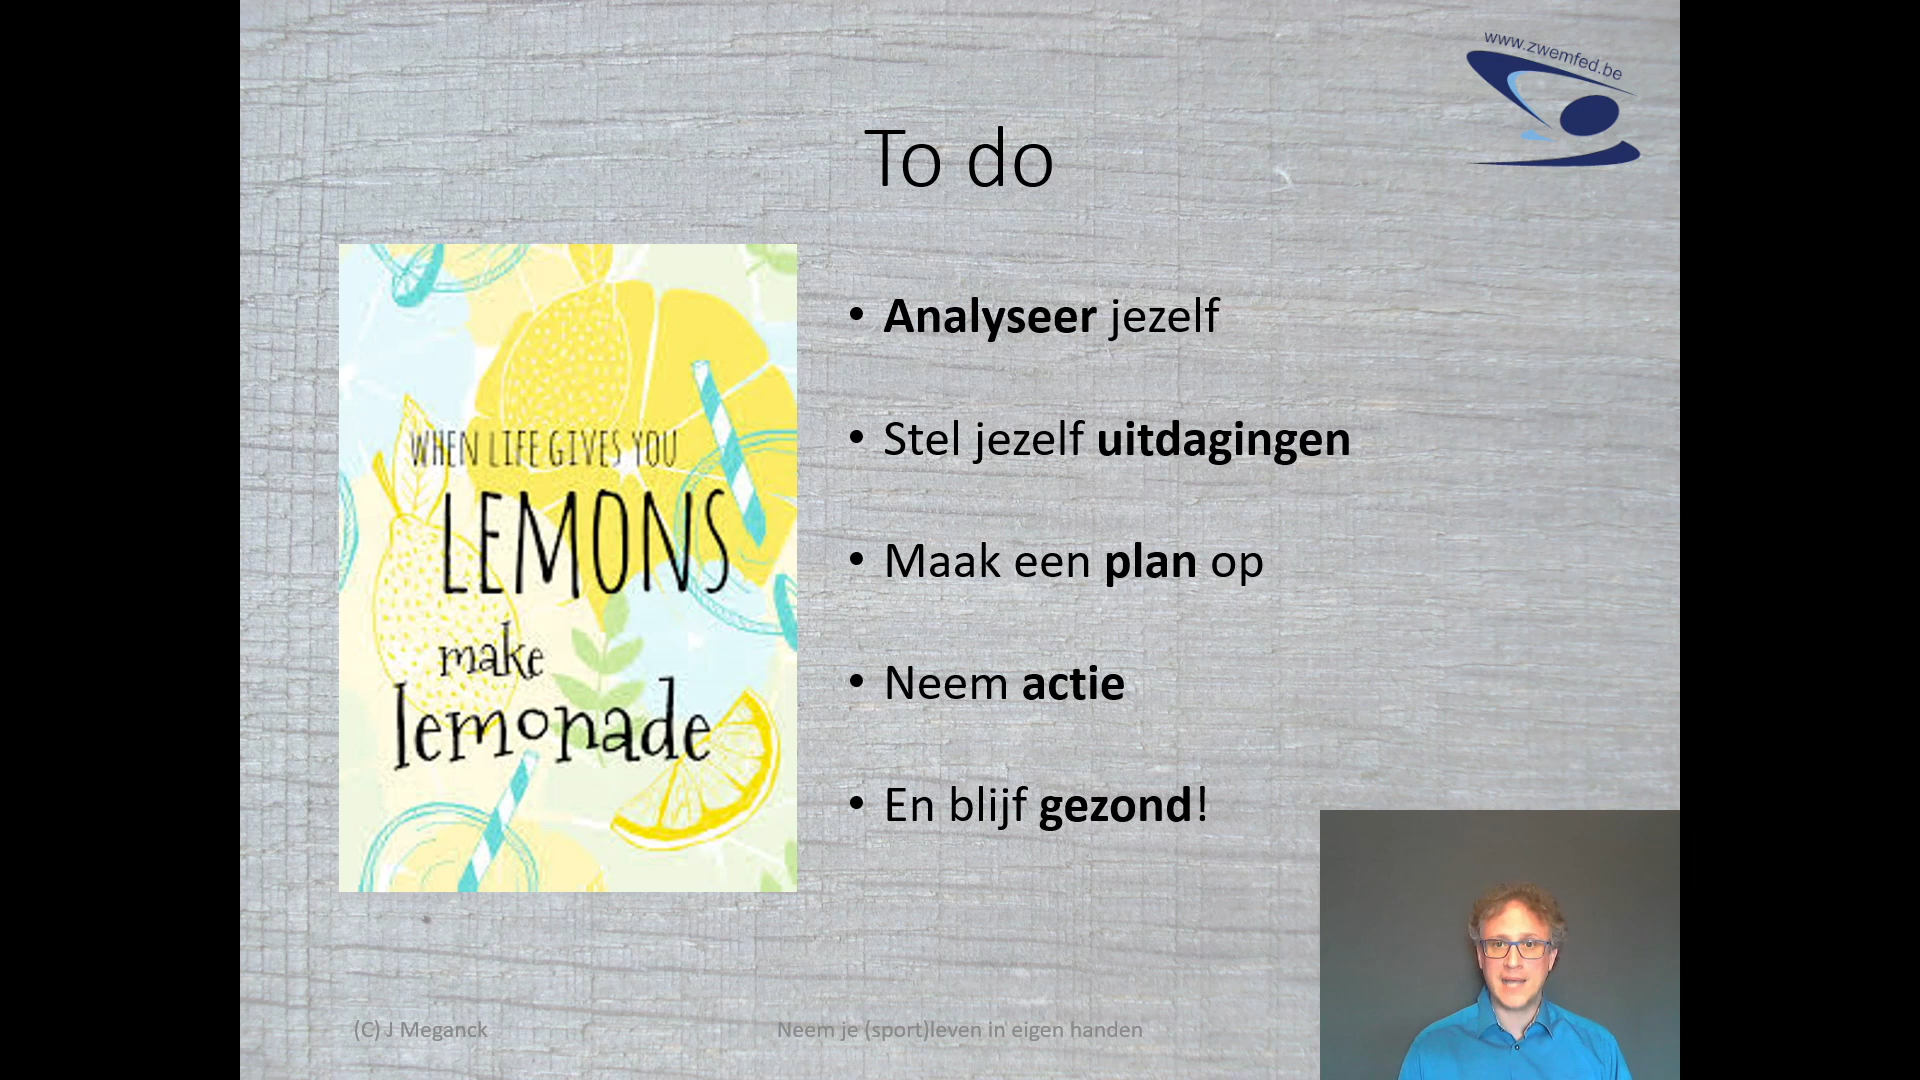 www.zwemfed.be
To do
WHEN LIFE GIVES YOU
LEMONS
make
lemonade
• Analyseer jezelf
• Stel jezelf uitdagingen
• Maak een plan op
• Neem actie
• En blijf gezond!
(C) J Meganck
Neem je (sport)leven in eigen handen